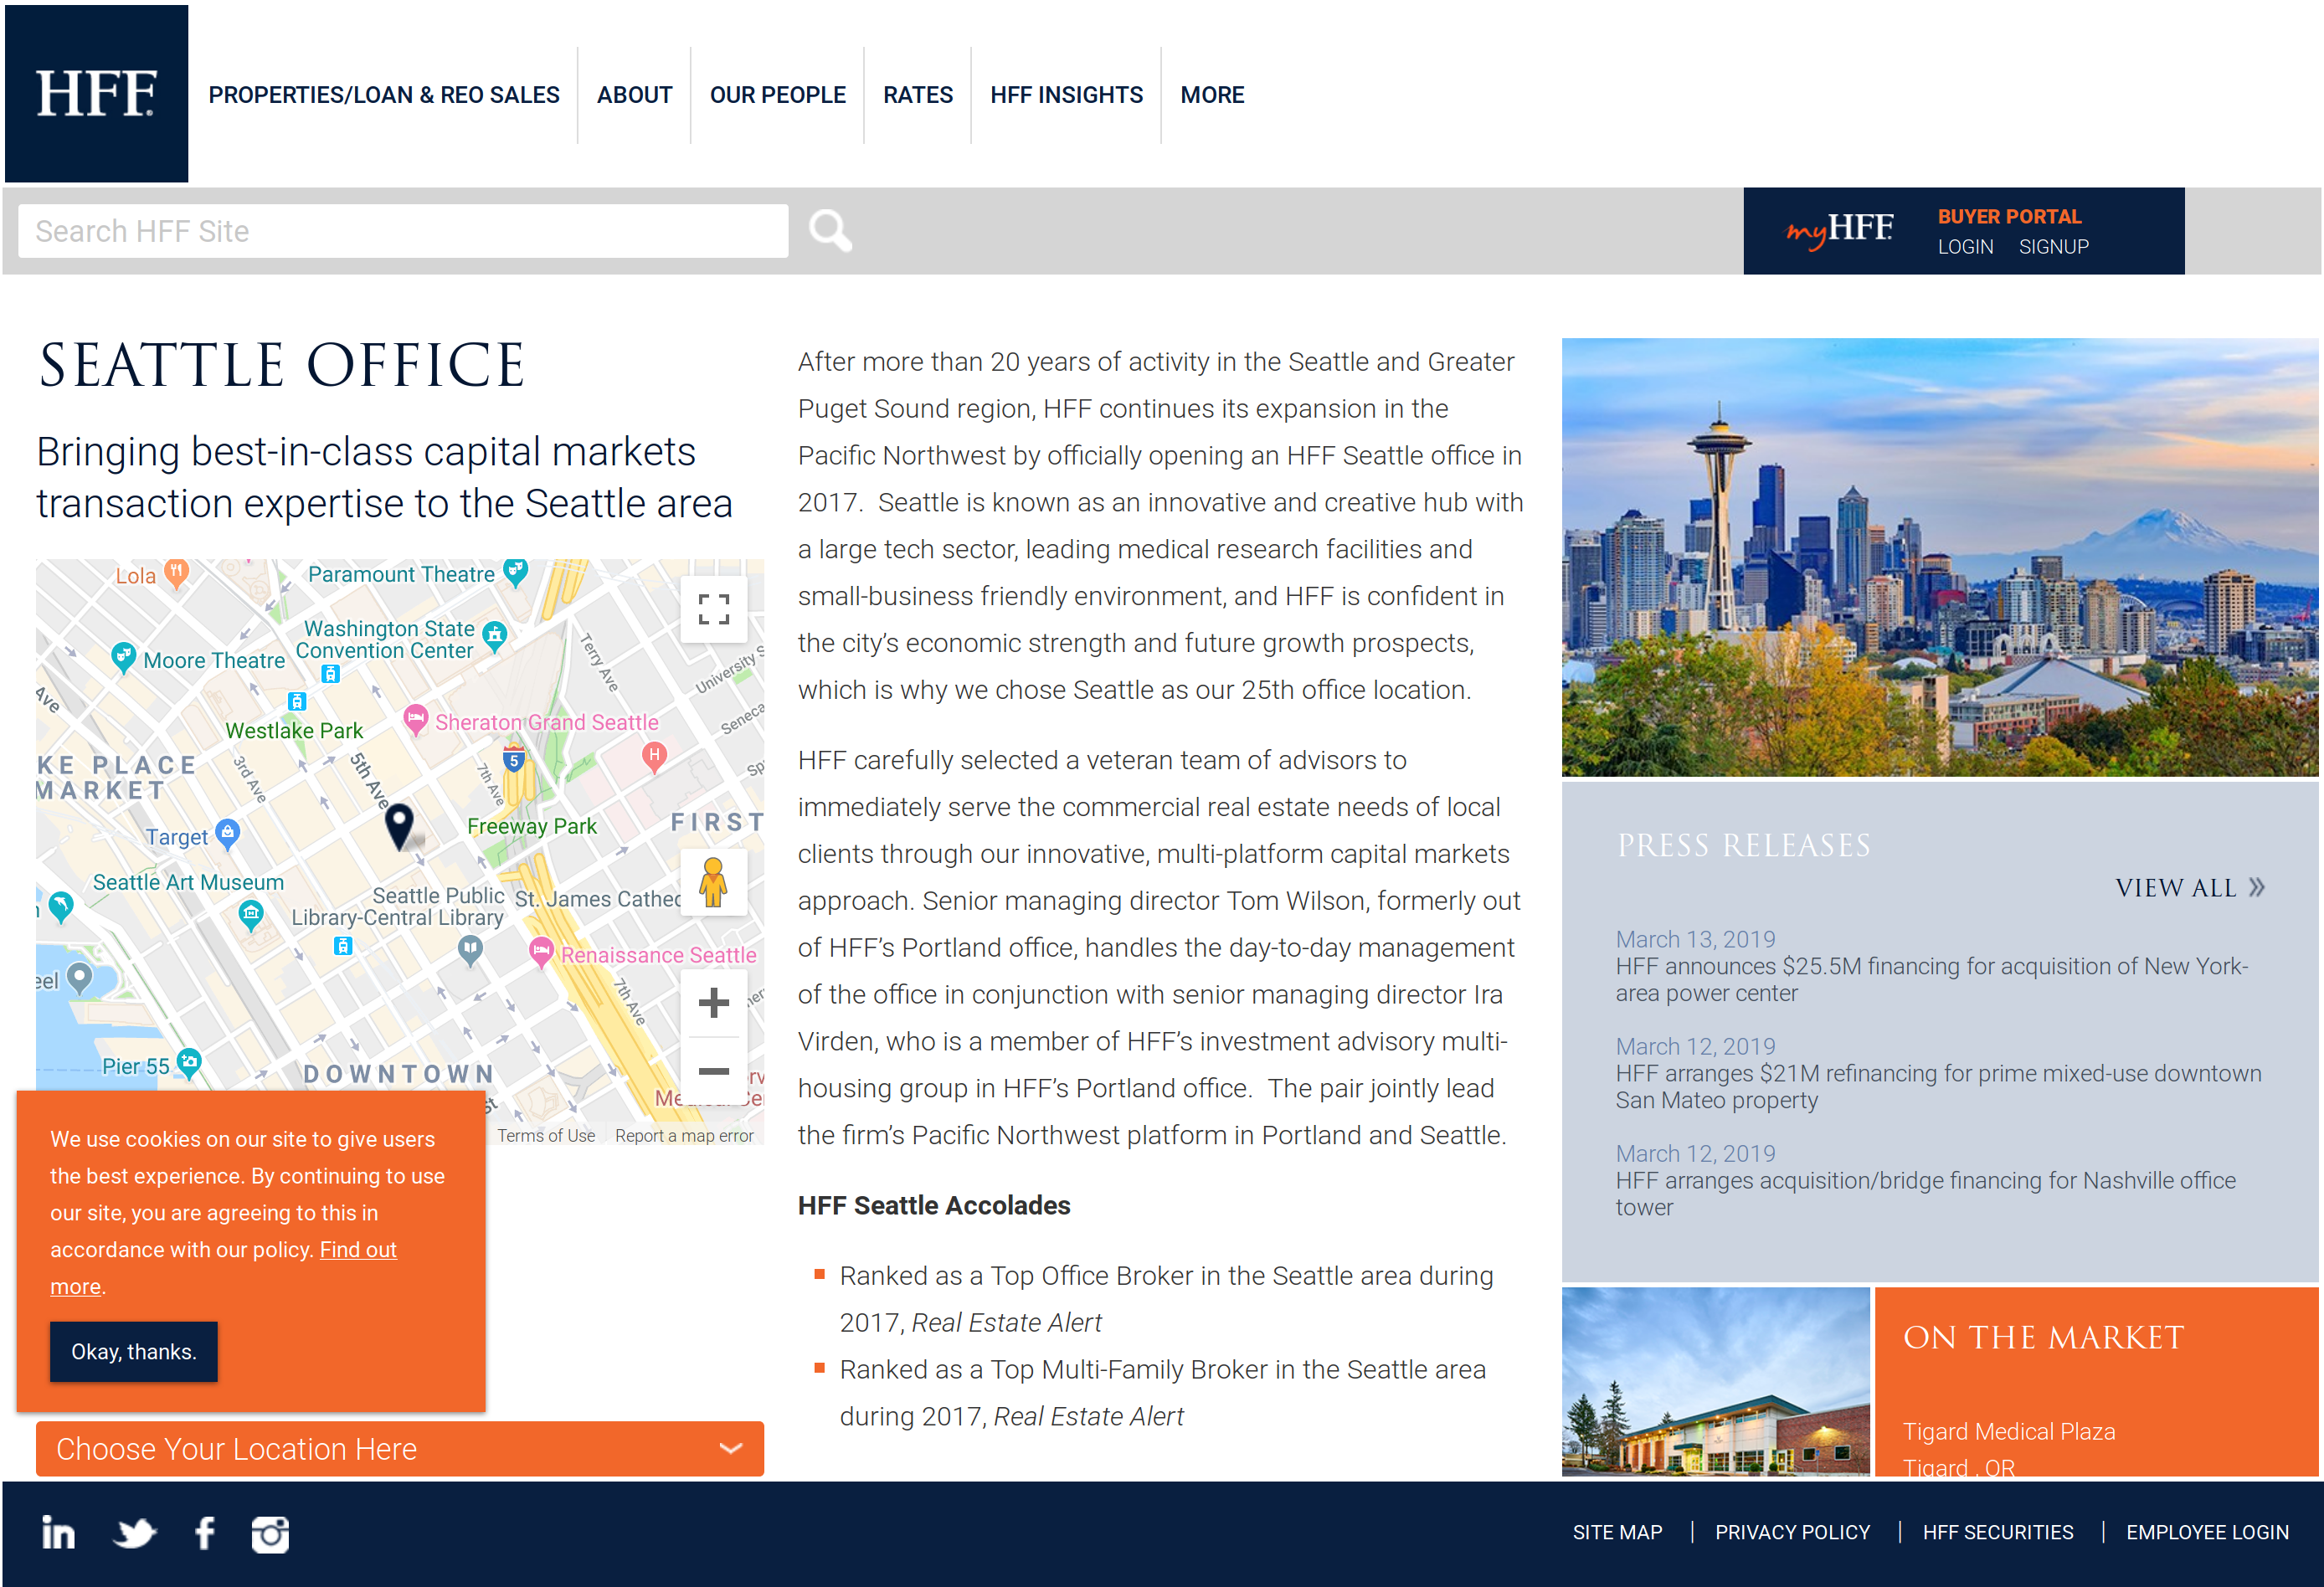 HFF
PROPERTIES/LOAN & REO SALES
ABOUT
OUR PEOPLE
RATES
HFF INSIGHTS
MORE
Search HFF Site
myHFF
BUYER PORTAL
LOGIN SIGNUP
SEATTLE OFFICE
Bringing best-in-class capital markets
transaction expertise to the Seattle area
Lola
Paramount Theatre
Washington State
Convention Center
Moore Theatre
Terry Ave
University S
Ave
Westlake Park
Sheraton Grand Seattle
Seneca
H
5
KE PLACE
MARKET
3rd Ave
5th Ave
7th Ave
Sp
Target
Freeway Park
FIRST
Seattle Art Museum
Seattle Public
Library-Central Library
St. James Cathed
Renaissance Seattle
eel
7th Ave
Pier 55
DOWNTOWN
Terms of Use
Report a map error
We use cookies on our site to give users
the best experience. By continuing to use
our site, you are agreeing to this in
accordance with our policy. Find out
more.
Okay, thanks.
Choose Your Location Here
After more than 20 years of activity in the Seattle and Greater
Puget Sound region, HFF continues its expansion in the
Pacific Northwest by officially opening an HFF Seattle office in
2017.  Seattle is known as an innovative and creative hub with
a large tech sector, leading medical research facilities and
small-business friendly environment, and HFF is confident in
the city’s economic strength and future growth prospects,
which is why we chose Seattle as our 25th office location.
HFF carefully selected a veteran team of advisors to
immediately serve the commercial real estate needs of local
clients through our innovative, multi-platform capital markets
approach. Senior managing director Tom Wilson, formerly out
of HFF’s Portland office, handles the day-to-day management
of the office in conjunction with senior managing director Ira
Virden, who is a member of HFF’s investment advisory multi-
housing group in HFF’s Portland office.  The pair jointly lead
the firm’s Pacific Northwest platform in Portland and Seattle.
HFF Seattle Accolades
Ranked as a Top Office Broker in the Seattle area during
2017, Real Estate Alert
Ranked as a Top Multi-Family Broker in the Seattle area
during 2017, Real Estate Alert
PRESS RELEASES
VIEW ALL »
March 13, 2019
HFF announces $25.5M financing for acquisition of New York-
area power center
March 12, 2019
HFF arranges $21M refinancing for prime mixed-use downtown
San Mateo property
March 12, 2019
HFF arranges acquisition/bridge financing for Nashville office
tower
ON THE MARKET
Tigard Medical Plaza
Tigard , OR
SITE MAP
PRIVACY POLICY
HFF SECURITIES
EMPLOYEE LOGIN